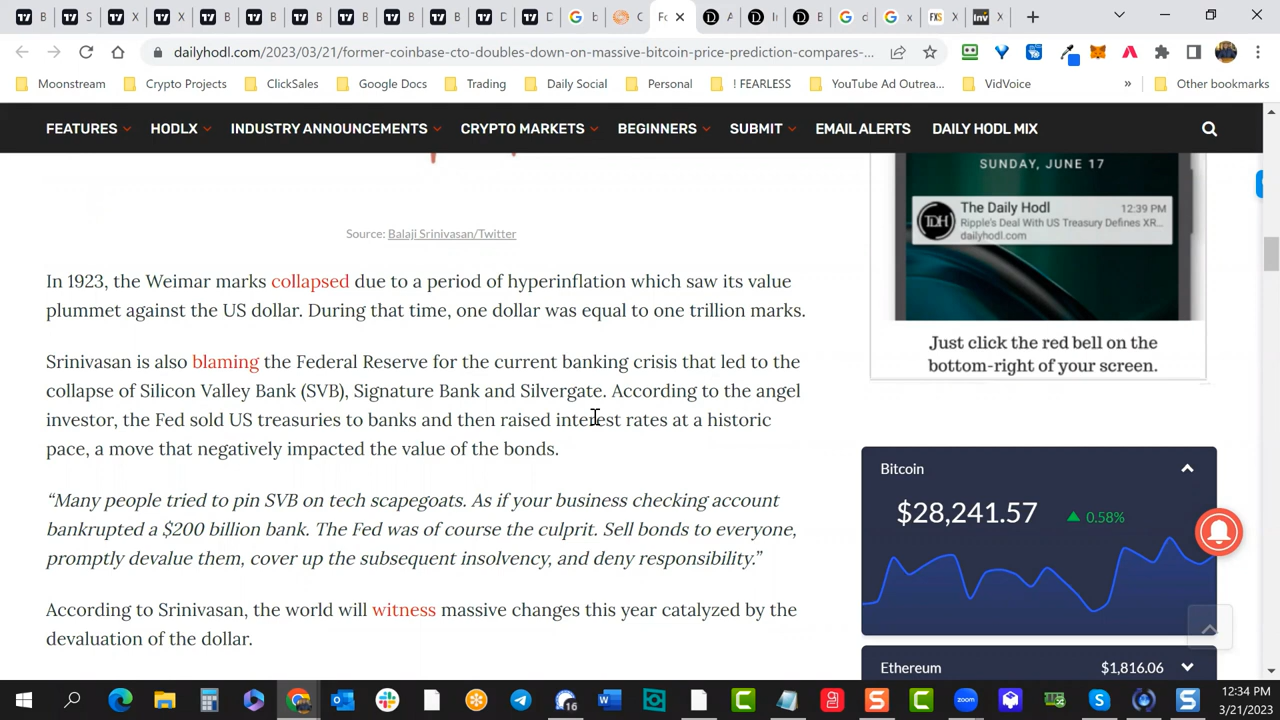 B
S
X
X
B
B
B
B
B
B
D
D
b
C
Fo
A
Ir
B
d
x
X
X
dailyhodl.com/2023/03/21/former-coinbase-cto-doubles-down-on-massive-bitcoin-price-prediction-compares-...
Moonstream
Crypto Projects
ClickSales
Google Docs
Trading
Daily Social
Personal
! FEARLESS
YouTube Ad Outrea...
VidVoice
»
Other bookmarks
FEATURES
HODLX
INDUSTRY ANNOUNCEMENTS
CRYPTO MARKETS
BEGINNERS
SUBMIT
EMAIL ALERTS
DAILY HODL MIX
SUNDAY, JUNE 17
The Daily Hodl
12:39 PM
Ripple's Deal With US Treasury Defines XR...
dailyhodl.com
Just click the red bell on the
bottom-right of your screen.
Source: Balaji Srinivasan/Twitter
In 1923, the Weimar marks collapsed due to a period of hyperinflation which saw its value
plummet against the US dollar. During that time, one dollar was equal to one trillion marks.
Srinivasan is also blaming the Federal Reserve for the current banking crisis that led to the
collapse of Silicon Valley Bank (SVB), Signature Bank and Silvergate. According to the angel
investor, the Fed sold US treasuries to banks and then raised interest rates at a historic
pace, a move that negatively impacted the value of the bonds.
“Many people tried to pin SVB on tech scapegoats. As if your business checking account
bankrupted a $200 billion bank. The Fed was of course the culprit. Sell bonds to everyone,
promptly devalue them, cover up the subsequent insolvency, and deny responsibility.”
According to Srinivasan, the world will witness massive changes this year catalyzed by the
devaluation of the dollar.
Bitcoin
$28,241.57
0.58%
Ethereum
$1,816.06
16
zoom
12:34 PM
3/21/2023